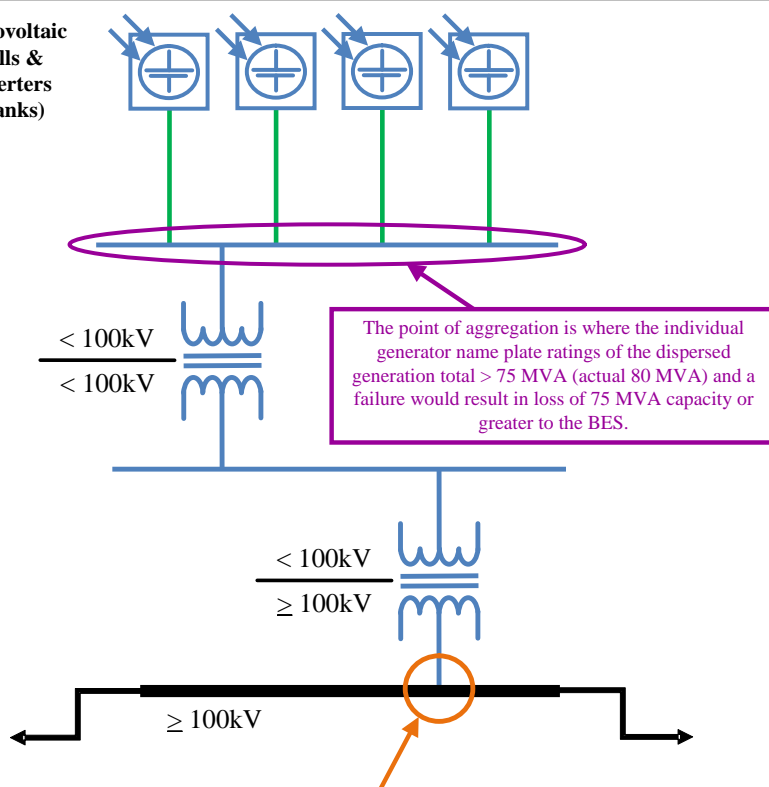 ovoltaic
lls &
erters
anks)
< 100kV
< 100kV
The point of aggregation is where the individual
generator name plate ratings of the dispersed
generation total > 75 MVA (actual 80 MVA) and a
failure would result in loss of 75 MVA capacity or
greater to the BES.
< 100kV
≥ 100kV
≥ 100kV